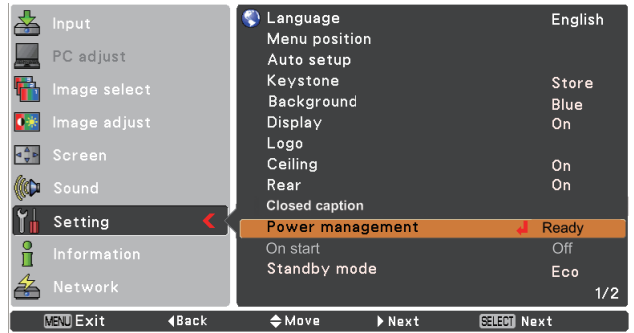 Input
PC adjust
Image select
Image adjust
Screen
Sound
Setting
Information
Network
Language English
Menu position
Auto setup
Keystone Store
Background Blue
Display On
Logo
Ceiling On
Rear On
Closed caption
Power management Ready
On start Off
Standby mode Eco
1/2
MENU Exit Back Move Next SELECT Next